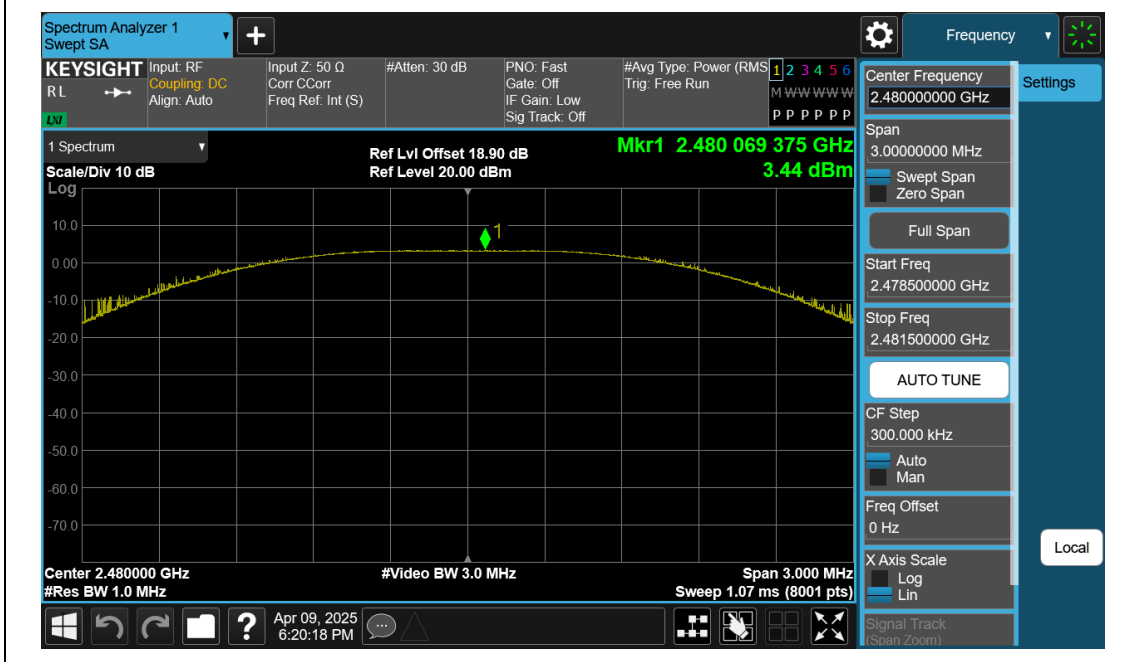 Spectrum Analyzer 1
Swept SA
+
Frequency
KEYSIGHT
RL
LXI
Input: RF
Coupling: DC
Align: Auto
Input Z: 50 Ω
Corr CCorr
Freq Ref: Int (S)
#Atten: 30 dB
PNO: Fast
Gate: Off
IF Gain: Low
Sig Track: Off
#Avg Type: Power (RMS
Trig: Free Run
1 2 3 4 5 6
M W W W W W
P P P P P P
Center Frequency
2.480000000 GHz
Settings
Span
3.00000000 MHz
Swept Span
Zero Span
Full Span
Start Freq
2.478500000 GHz
Stop Freq
2.481500000 GHz
AUTO TUNE
CF Step
300.000 kHz
Auto
Man
Freq Offset
0 Hz
X Axis Scale
Log
Lin
Signal Track
(Span Zoom)
Local
1 Spectrum
Scale/Div 10 dB
Log
Ref Lvl Offset 18.90 dB
Ref Level 20.00 dBm
Mkr1 2.480 069 375 GHz
3.44 dBm
1
10.0
0.00
-10.0
-20.0
-30.0
-40.0
-50.0
-60.0
-70.0
Center 2.480000 GHz
#Res BW 1.0 MHz
#Video BW 3.0 MHz
Span 3.000 MHz
Sweep 1.07 ms (8001 pts)
?
Apr 09, 2025
6:20:18 PM